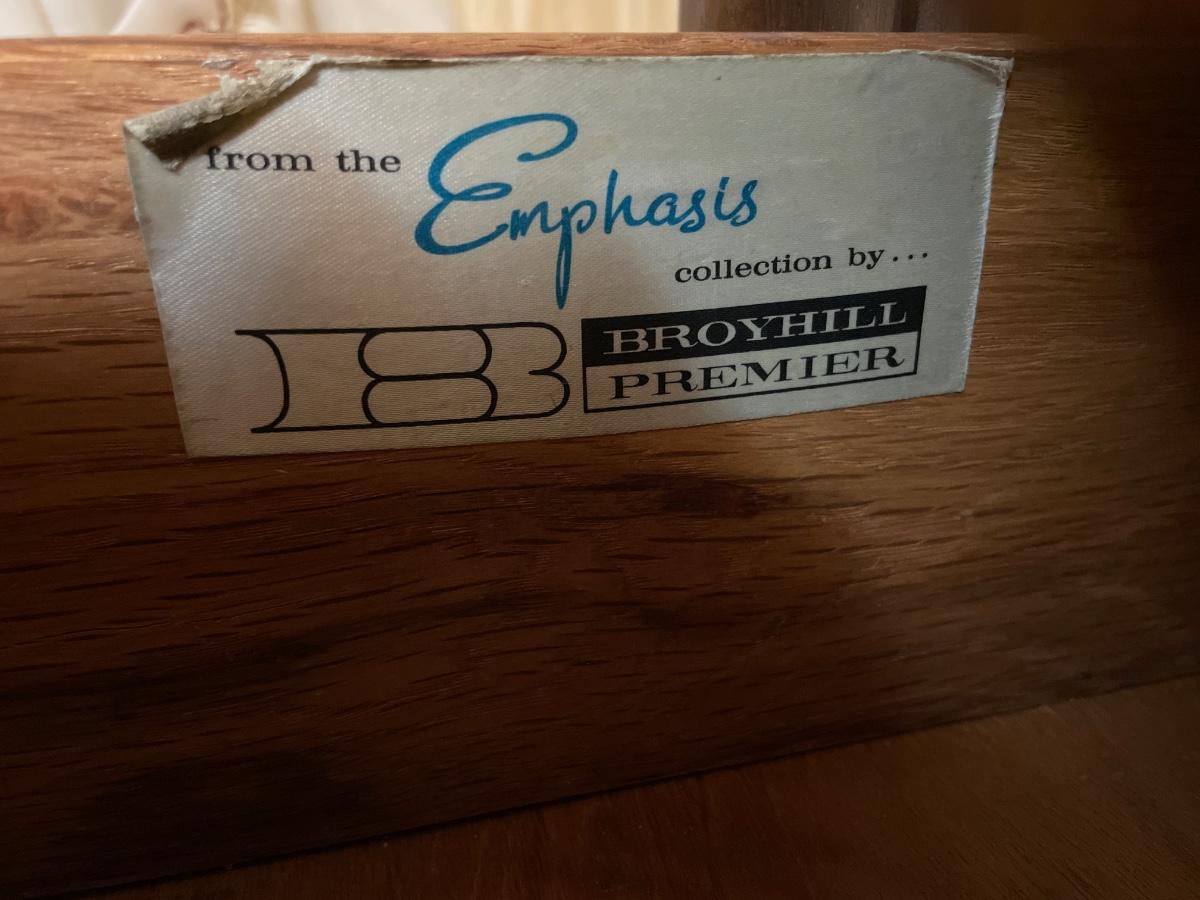 from the Emphasis
collection by...
B BROYHILL
PREMIER